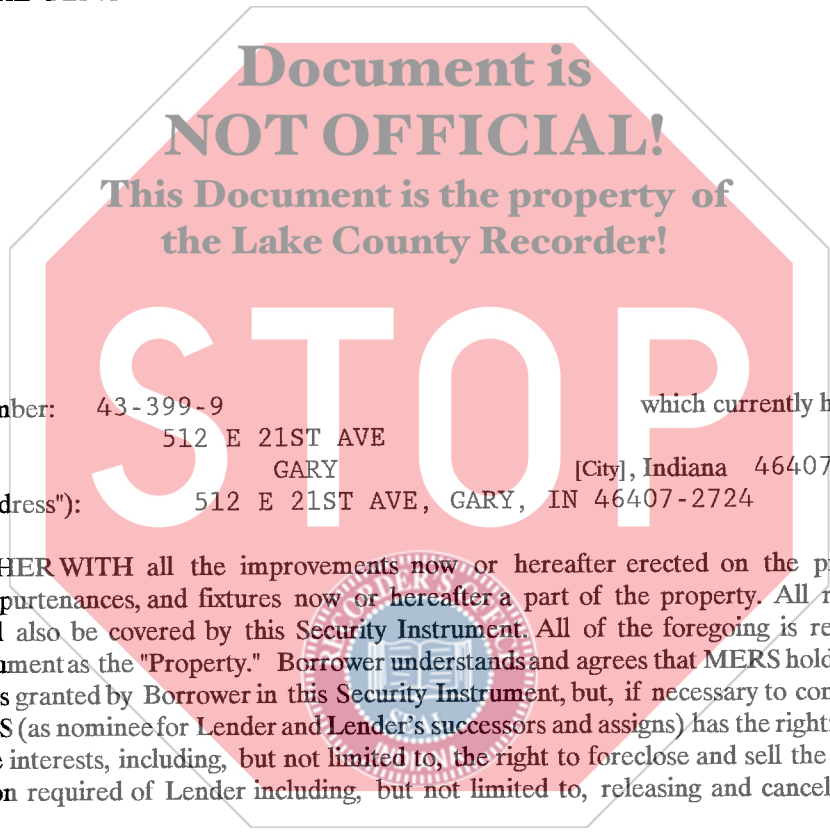 Document is
NOT OFFICIAL!
This Document is the property of
the Lake County Recorder!
STOP
nber: 43-399-9 which currently h
512 E 21ST AVE
GARY [City], Indiana 46407
dress"): 512 E 21ST AVE, GARY, IN 46407-2724
HER WITH all the improvements now or hereafter erected on the p
purtenances, and fixtures now or hereafter a part of the property. All r
l also be covered by this Security Instrument. All of the foregoing is re
ument as the "Property." Borrower understands and agrees that MERS hold
s granted by Borrower in this Security Instrument, but, if necessary to com
S (as nominee for Lender and Lender's successors and assigns) has the right:
e interests, including, but not limited to, the right to foreclose and sell the
on required of Lender including, but not limited to, releasing and cancel
SEAL
INDIANA